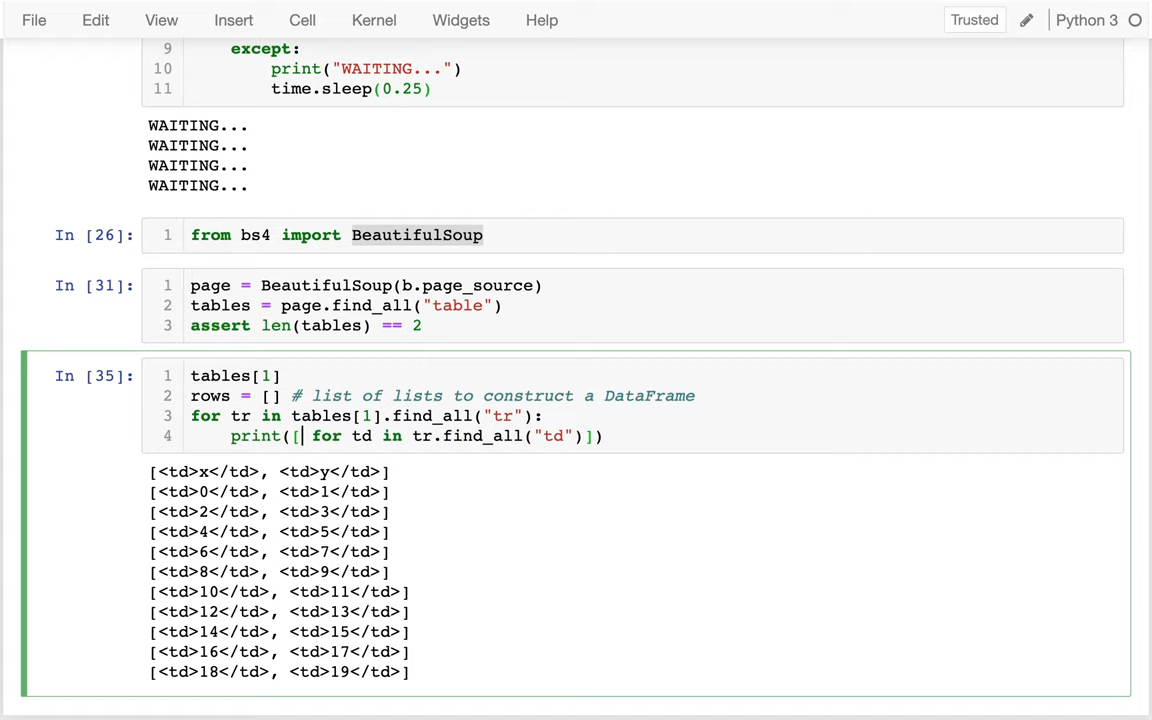 File Edit View Insert Cell Kernel Widgets Help Trusted Python 3
9 except:
10 print("WAITING...")
11 time.sleep(0.25)
WAITING...
WAITING...
WAITING...
WAITING...
In [26]: 1 from bs4 import BeautifulSoup
In [31]: 1 page = BeautifulSoup(b.page_source)
2 tables = page.find_all("table")
3 assert len(tables) == 2
In [35]: 1 tables[1]
2 rows = [] # list of lists to construct a DataFrame
3 for tr in tables[1].find_all("tr"):
4 print([ for td in tr.find_all("td")])
[<td>x</td>, <td>y</td>]
[<td>0</td>, <td>1</td>]
[<td>2</td>, <td>3</td>]
[<td>4</td>, <td>5</td>]
[<td>6</td>, <td>7</td>]
[<td>8</td>, <td>9</td>]
[<td>10</td>, <td>11</td>]
[<td>12</td>, <td>13</td>]
[<td>14</td>, <td>15</td>]
[<td>16</td>, <td>17</td>]
[<td>18</td>, <td>19</td>]